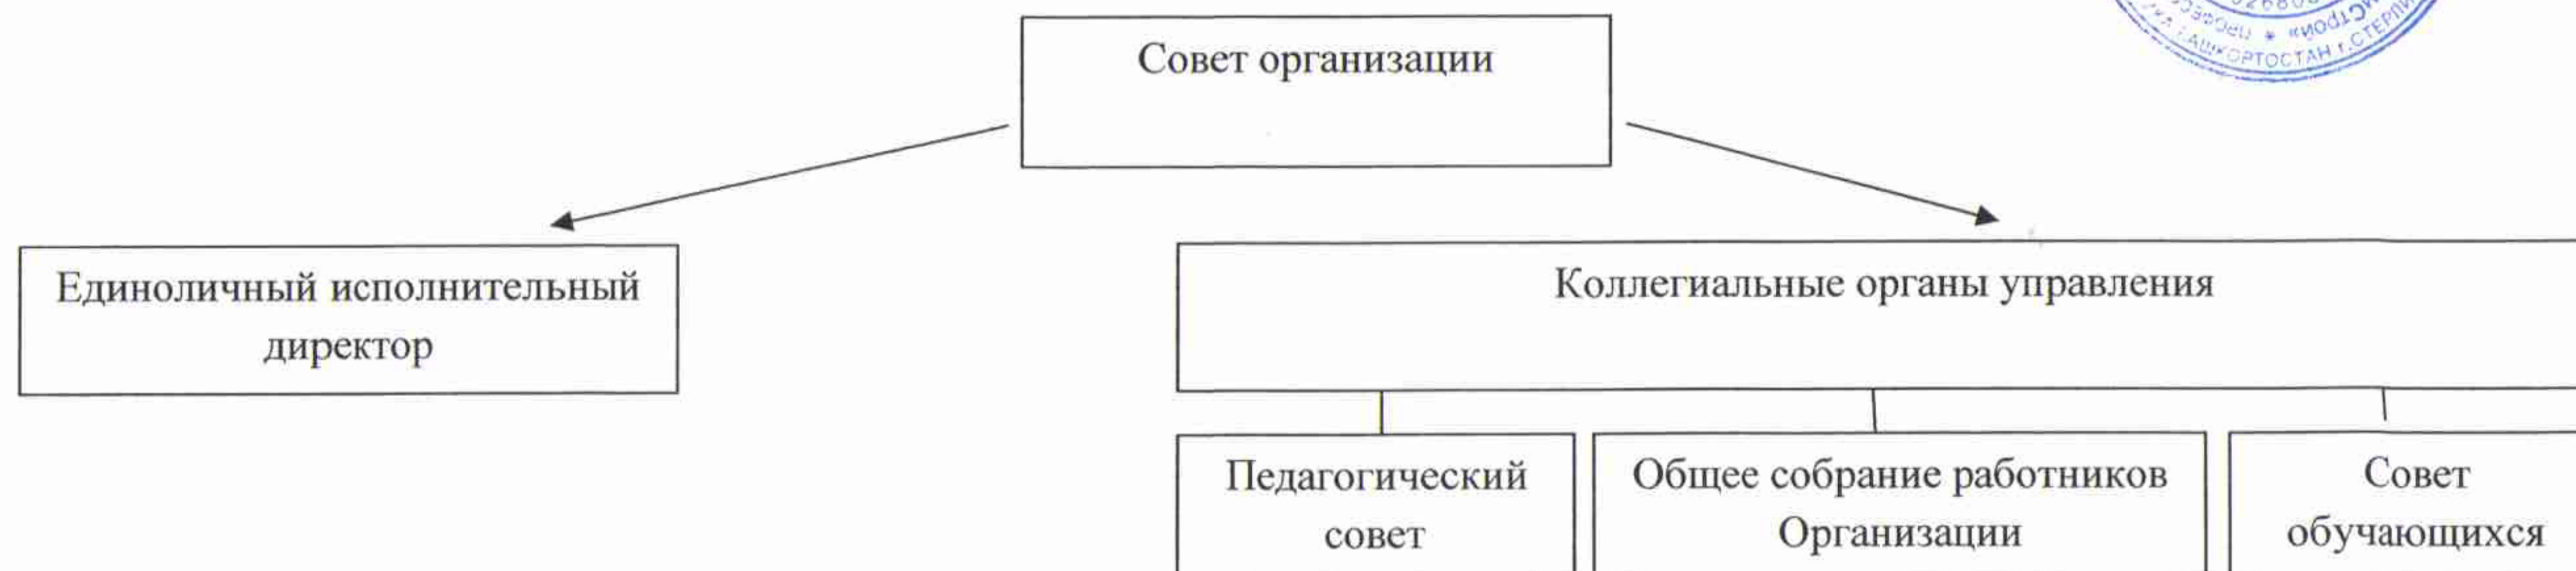 Совет организации
Единоличный исполнительный
директор
Коллегиальные органы управления
Педагогический
совет
Общее собрание работников
Организации
Совет
обучающихся